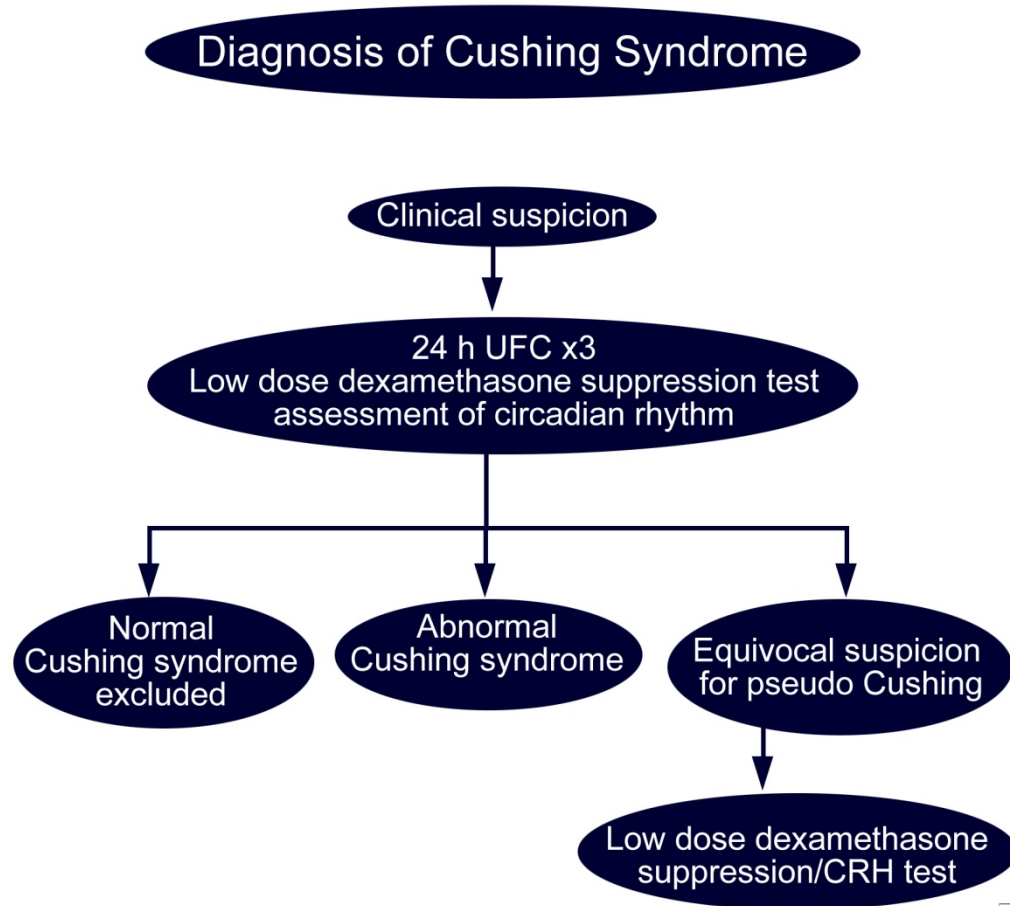 Diagnosis of Cushing Syndrome
Clinical suspicion
24 h UFC x3
Low dose dexamethasone suppression test
assessment of circadian rhythm
Normal
Cushing syndrome
excluded
Abnormal
Cushing syndrome
Equivocal suspicion
for pseudo Cushing
Low dose dexamethasone
suppression/CRH test